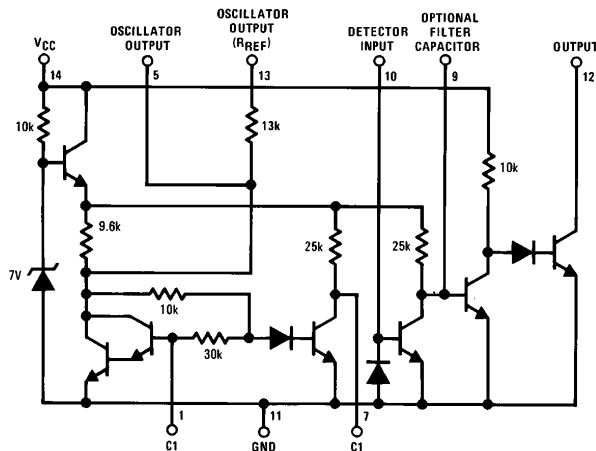 OSCILLATOR
OUTPUT
OSCILLATOR
OUTPUT
(RREF)
DETECTOR
INPUT
OPTIONAL
FILTER
CAPACITOR
VCC
OUTPUT
14
5
13
10
9
12
10k
13k
10k
9.6k
25k
25k
7V
10k
30k
1
11
7
C1
GND
C1